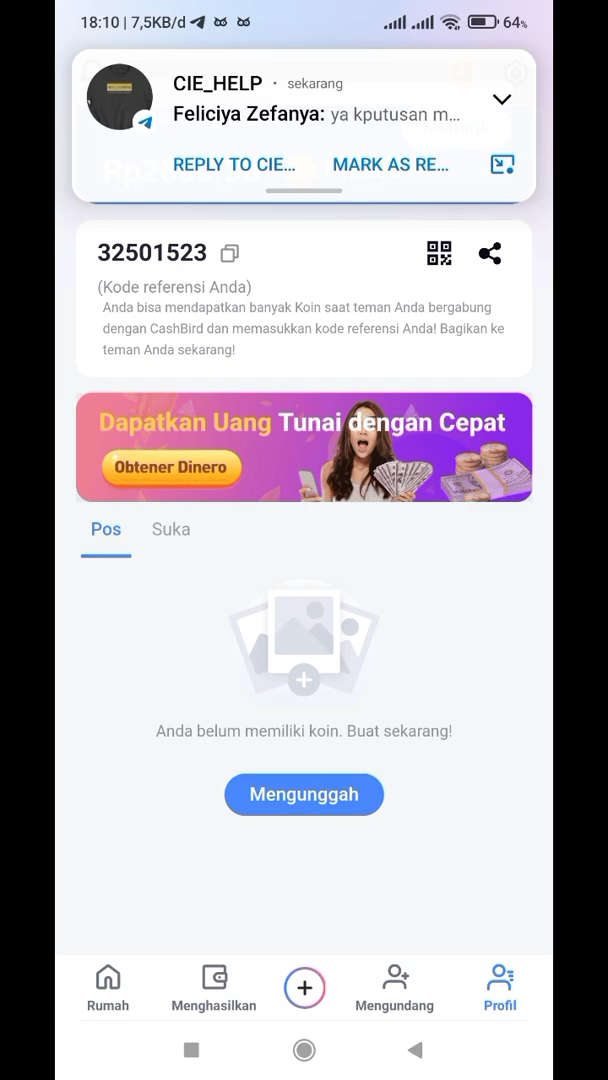 18:10 | 7,5KB/d
64%
CIE_HELP · sekarang
Feliciya Zefanya: ya kputusan m...
REPLY TO CIE...
MARK AS RE...
32501523
(Kode referensi Anda)
Anda bisa mendapatkan banyak Koin saat teman Anda bergabung
dengan CashBird dan memasukkan kode referensi Anda! Bagikan ke
teman Anda sekarang!
Dapatkan Uang Tunai dengan Cepat
Obtener Dinero
Pos
Suka
Anda belum memiliki koin. Buat sekarang!
Mengunggah
Rumah
Menghasilkan
Mengundang
Profil